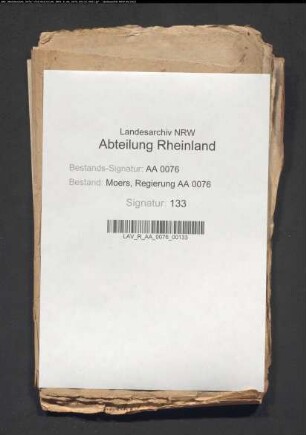 Landesarchiv NRW
Abteilung Rheinland
Bestands-Signatur: AA 0076
Bestand: Moers, Regierung AA 0076
Signatur: 133
LAV_R_AA_0076_00133